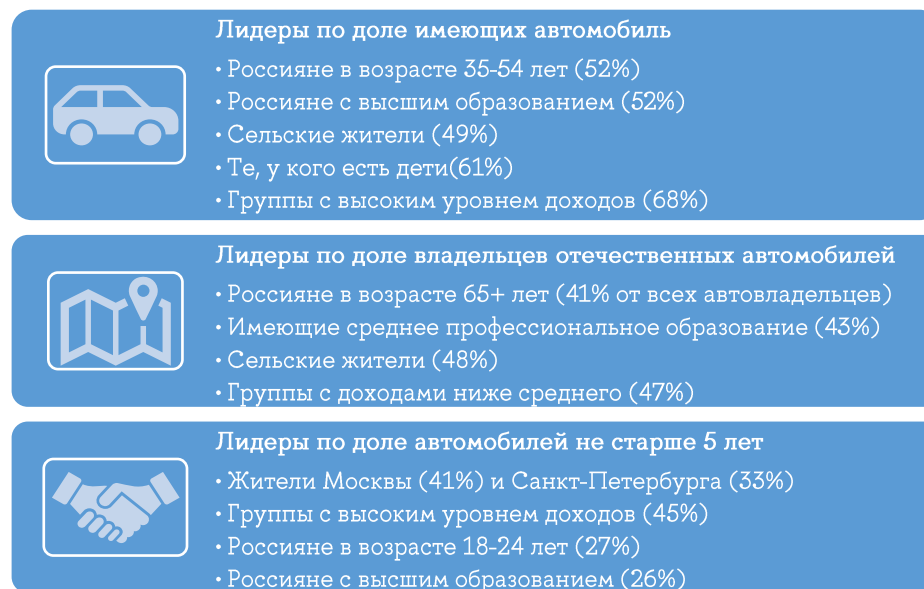 Лидеры по доле имеющих автомобиль
• Россияне в возрасте 35-54 лет (52%)
• Россияне с высшим образованием (52%)
• Сельские жители (49%)
• Те, у кого есть дети(61%)
• Группы с высоким уровнем доходов (68%)
Лидеры по доле владельцев отечественных автомобилей
• Россияне в возрасте 65+ лет (41% от всех автовладельцев)
• Имеющие среднее профессиональное образование (43%)
• Сельские жители (48%)
• Группы с доходами ниже среднего (47%)
Лидеры по доле автомобилей не старше 5 лет
• Жители Москвы (41%) и Санкт-Петербурга (33%)
• Группы с высоким уровнем доходов (45%)
• Россияне в возрасте 18-24 лет (27%)
• Россияне с высшим образованием (26%)